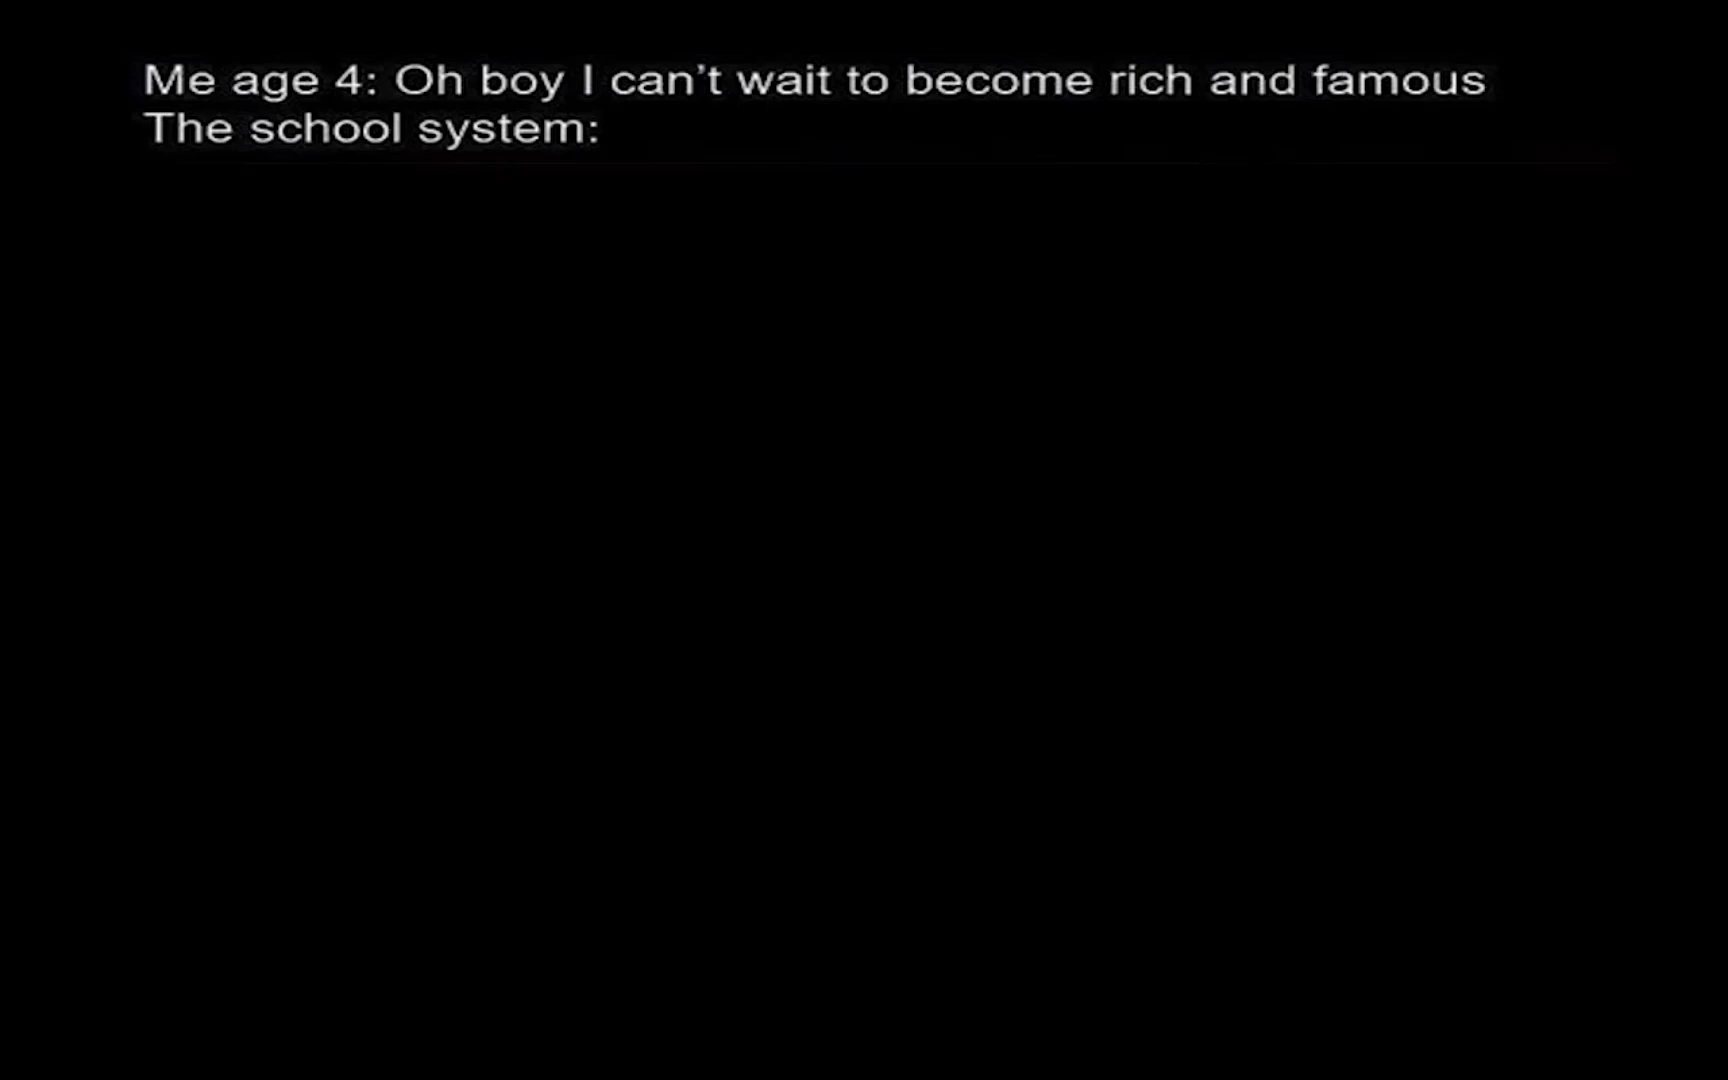 Me age 4: Oh boy I can’t wait to become rich and famous
The school system: